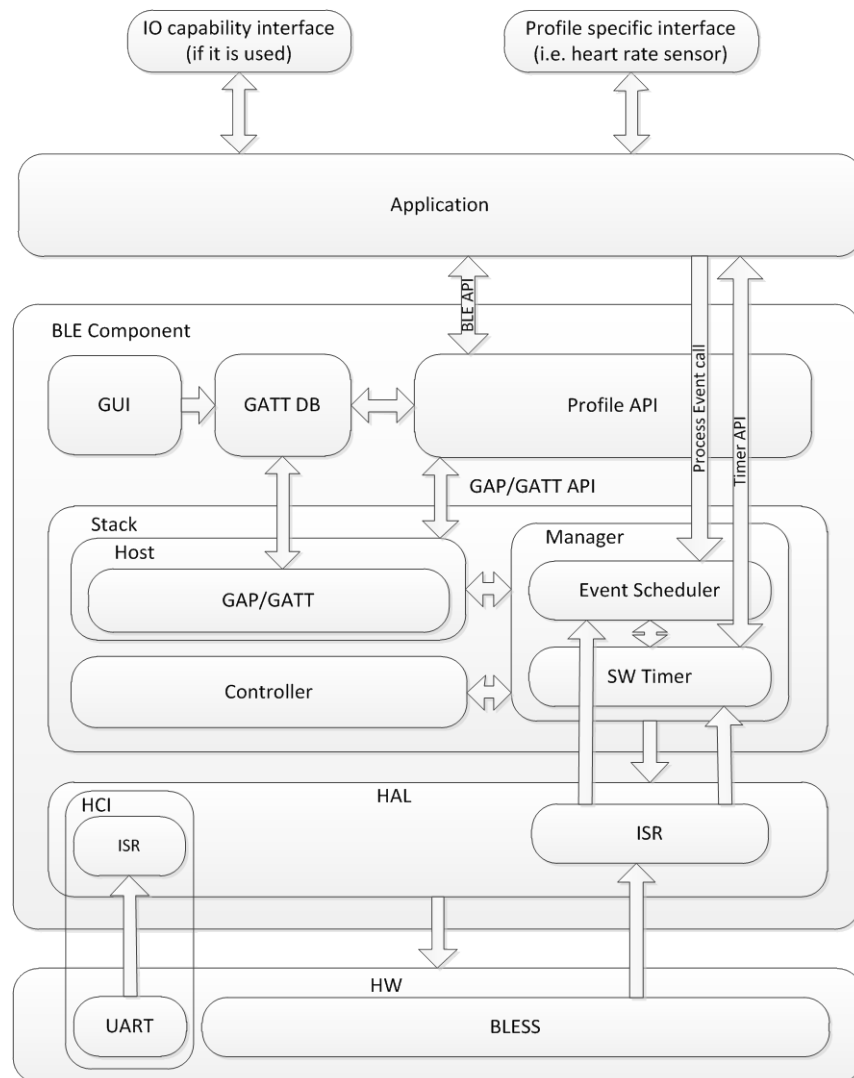 IO capability interface
(if it is used)
Profile specific interface
(i.e. heart rate sensor)
Application
BLE API
Process Event call
Timer API
BLE Component
GUI
GATT DB
Profile API
GAP/GATT API
Stack
Host
GAP/GATT
Manager
Event Scheduler
Controller
SW Timer
HAL
HCI
ISR
ISR
HW
UART
BLESS